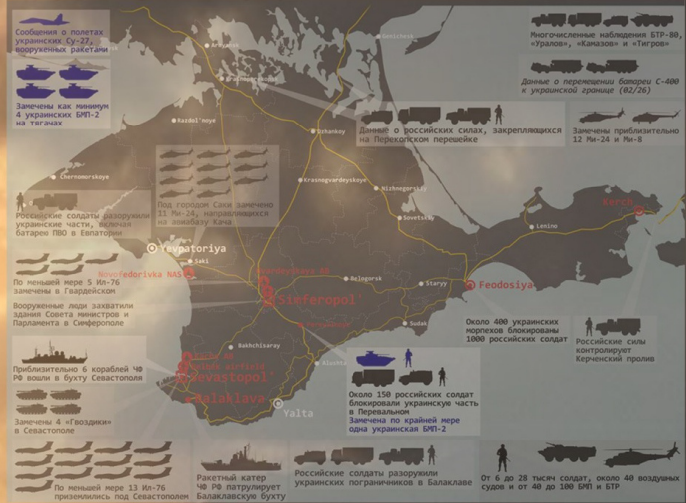 Сообщения о полетах
украинских Су-27,
вооруженных ракетами
Замечены как минимум
4 украинских БМП-2
на тягачах
Многочисленные наблюдения БТР-80,
«Уралов», «Камазов» и «Тигров»
Данные о перемещении батареи С-400
к украинской границе (02/26)
Данные о российских силах, закрепляющихся
на Перекопском перешейке
Замечены приблизительно
12 Ми-24 и Ми-8
Armyansk
Krasnoperekopsk
Razdol'noye
Dzhankoy
Chernomorskoye
Krasnogvardeyskoye
Nizhnegorskiy
Sovetskiy
Kerch
Lenino
Под городом Саки замечено
11 Ми-24, направляющихся
на авиабазу Кача
Российские солдаты разоружили
украинские части, включая
батарею ПВО в Евпатории
Yevpatoriya
Saki
Novofedorivka NAS
По меньшей мере 5 Ил-76
замечены в Гвардейском
Simferopol'
Belogorsk
Staryy
Feodosiya
Вооруженные люди захватили
здания Совета министров и
Парламента в Симферополе
Sudak
Около 400 украинских
морпехов блокированы
1000 российских солдат
Российские силы
контролируют
Керченский пролив
Bakhchisaray
Alushta
Приблизительно 6 кораблей ЧФ
РФ вошли в бухту Севастополя
Sevastopol'
Balaklava
Yalta
Замечены 4 «Гвоздики»
в Севастополе
Около 150 российских солдат
блокировали украинскую часть
в Перевальном
Замечена по крайней мере
одна украинская БМП-2
По меньшей мере 13 Ил-76
приземлились под Севастополем
Ракетный катер
ЧФ РФ патрулирует
Балаклавскую бухту
Российские солдаты разоружили
украинских пограничников в Балаклаве
От 6 до 28 тысяч солдат, около 40 воздушных
судов и от 40 до 100 БМП и БТР